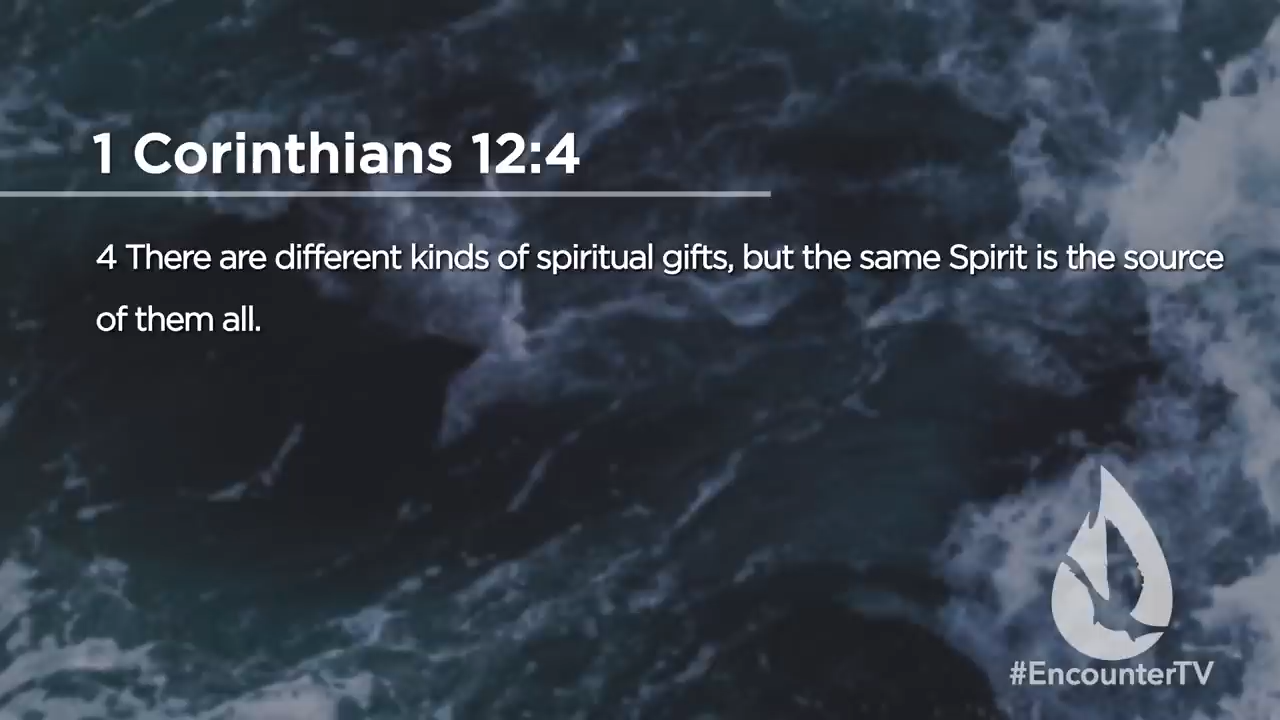 1 Corinthians 12:4
4 There are different kinds of spiritual gifts, but the same Spirit is the source
of them all.
#EncounterTV